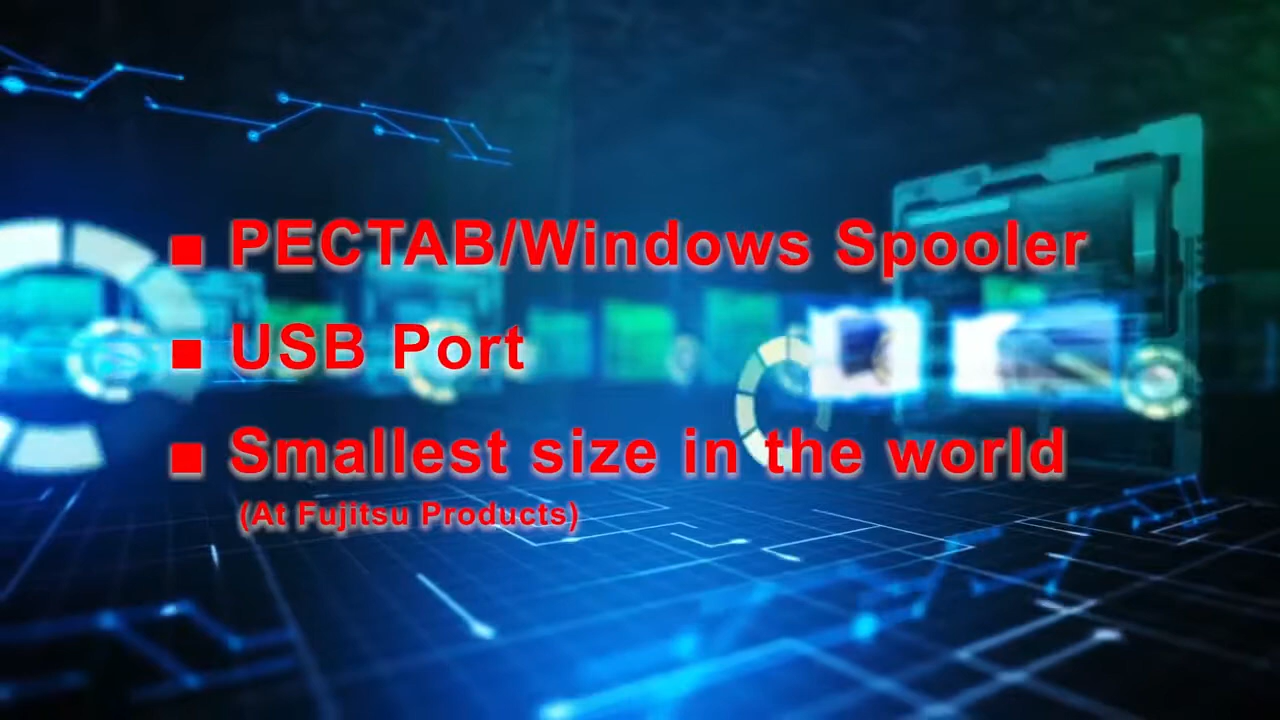 ■ PECTAB/Windows Spooler
■ USB Port
■ Smallest size in the world
(At Fujitsu Products)